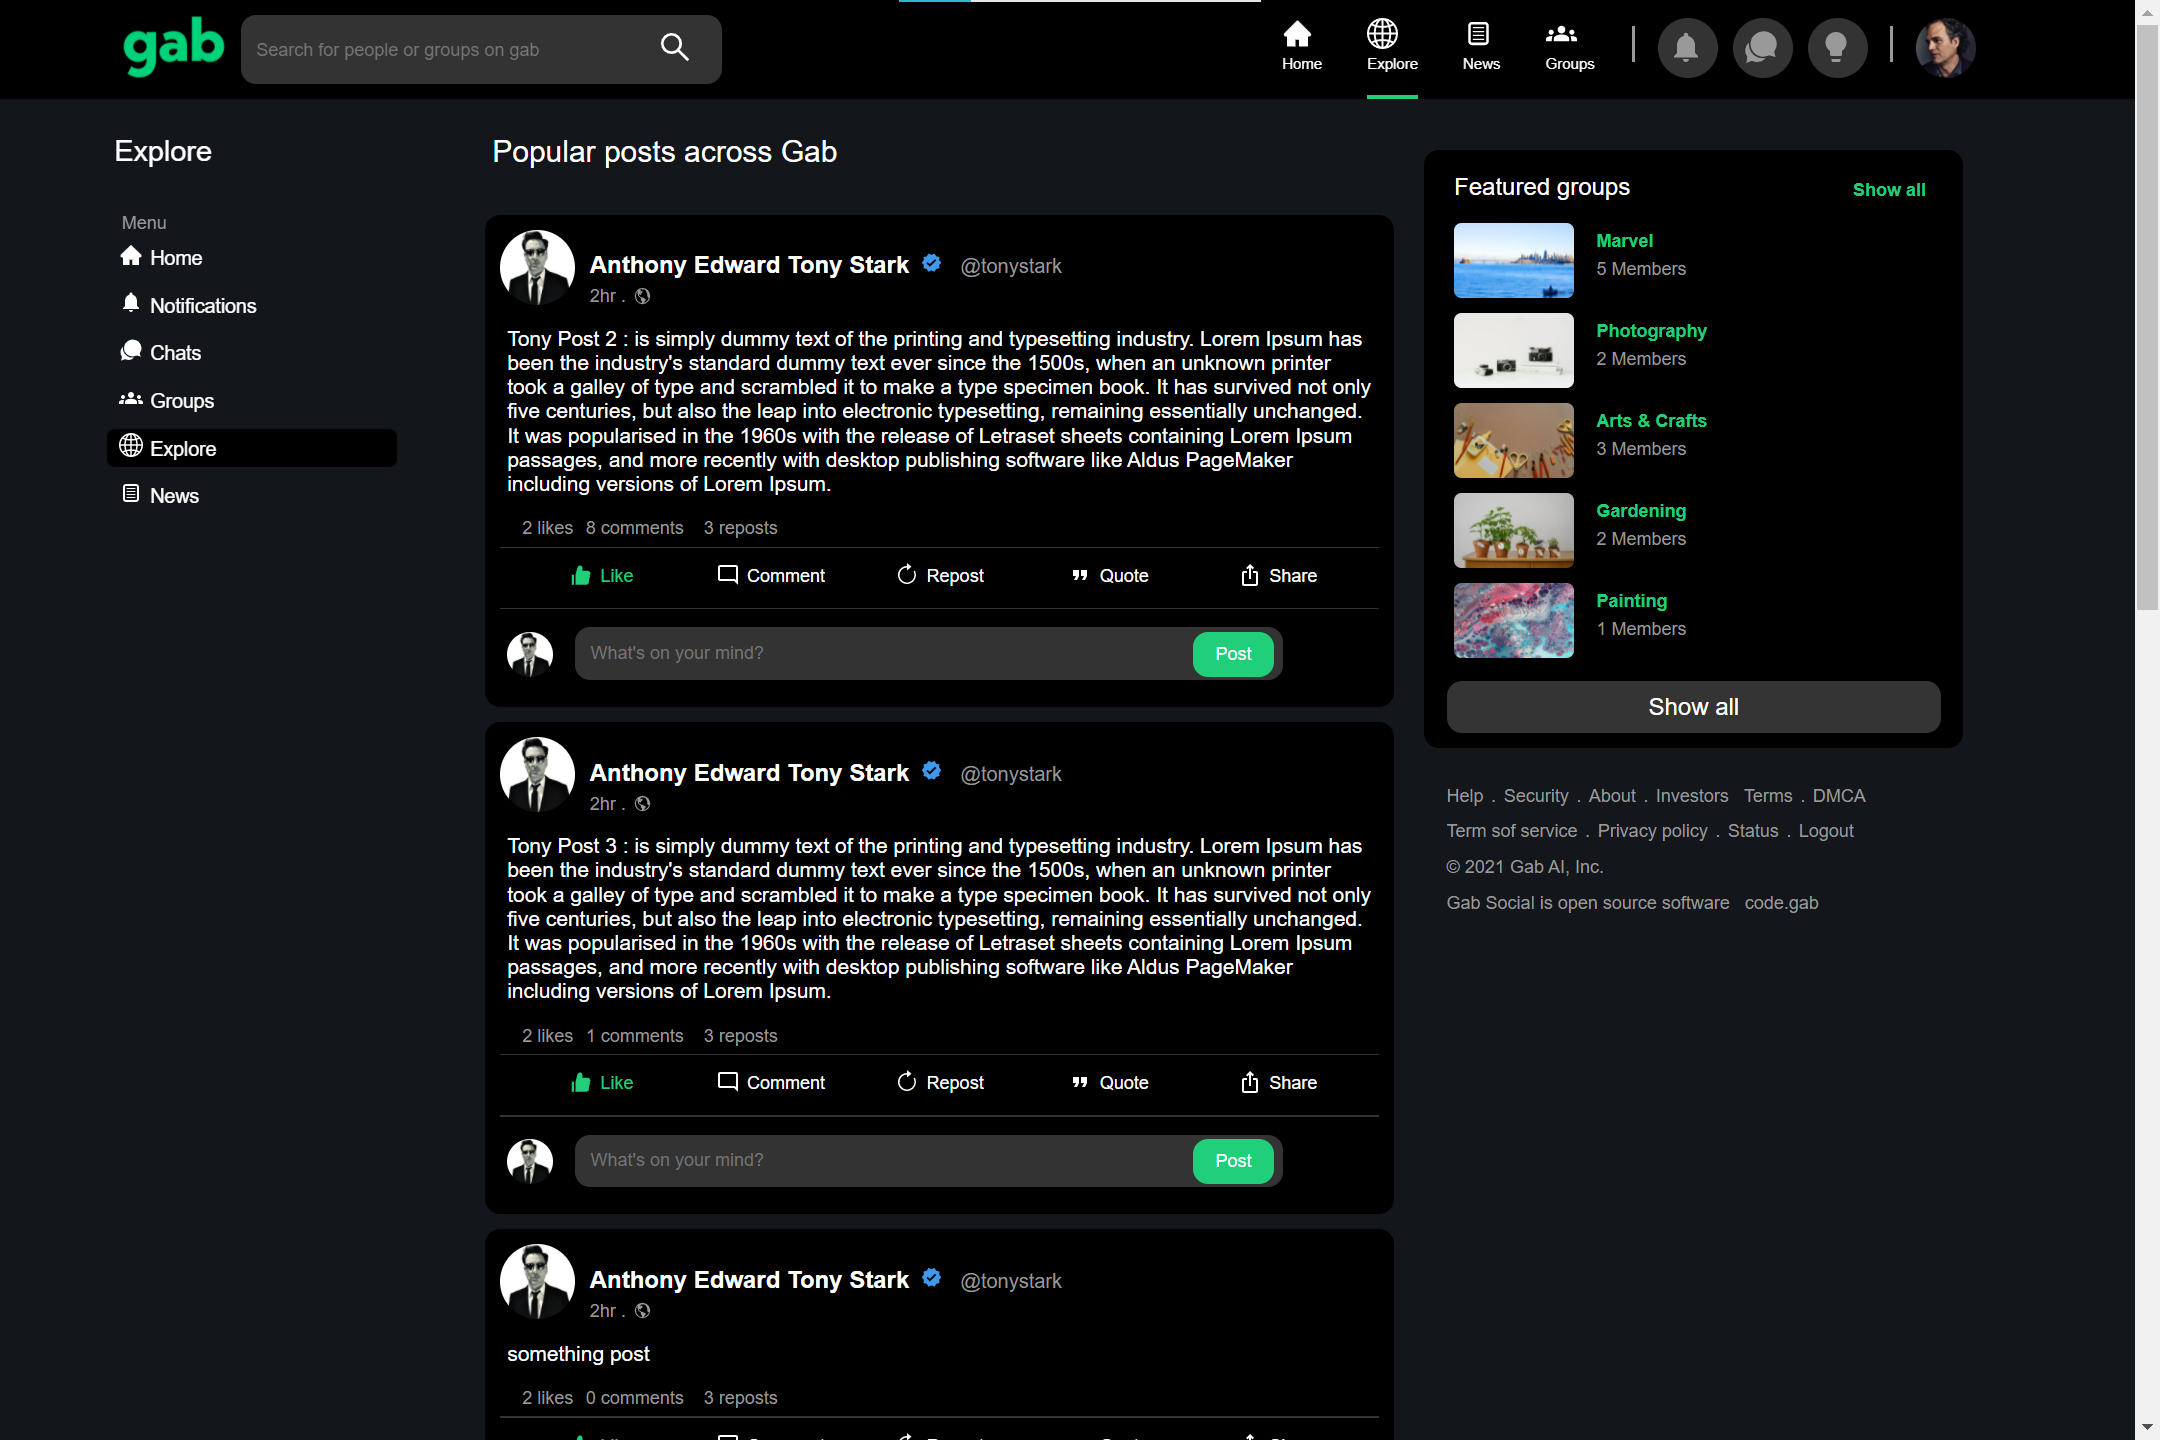 gab
Search for people or groups on gab
Home
Explore
News
Groups
Explore
Menu
Home
Notifications
Chats
Groups
Explore
News
Popular posts across Gab
Anthony Edward Tony Stark @tonystark
2hr .
Tony Post 2 : is simply dummy text of the printing and typesetting industry. Lorem Ipsum has
been the industry's standard dummy text ever since the 1500s, when an unknown printer
took a galley of type and scrambled it to make a type specimen book. It has survived not only
five centuries, but also the leap into electronic typesetting, remaining essentially unchanged.
It was popularised in the 1960s with the release of Letraset sheets containing Lorem Ipsum
passages, and more recently with desktop publishing software like Aldus PageMaker
including versions of Lorem Ipsum.
2 likes 8 comments 3 reposts
Like Comment Repost Quote Share
What's on your mind? Post
Anthony Edward Tony Stark @tonystark
2hr .
Tony Post 3 : is simply dummy text of the printing and typesetting industry. Lorem Ipsum has
been the industry's standard dummy text ever since the 1500s, when an unknown printer
took a galley of type and scrambled it to make a type specimen book. It has survived not only
five centuries, but also the leap into electronic typesetting, remaining essentially unchanged.
It was popularised in the 1960s with the release of Letraset sheets containing Lorem Ipsum
passages, and more recently with desktop publishing software like Aldus PageMaker
including versions of Lorem Ipsum.
2 likes 1 comments 3 reposts
Like Comment Repost Quote Share
What's on your mind? Post
Anthony Edward Tony Stark @tonystark
2hr .
something post
2 likes 0 comments 3 reposts
Featured groups Show all
Marvel
5 Members
Photography
2 Members
Arts & Crafts
3 Members
Gardening
2 Members
Painting
1 Members
Show all
Help . Security . About . Investors Terms . DMCA
Term sof service . Privacy policy . Status . Logout
© 2021 Gab AI, Inc.
Gab Social is open source software code.gab